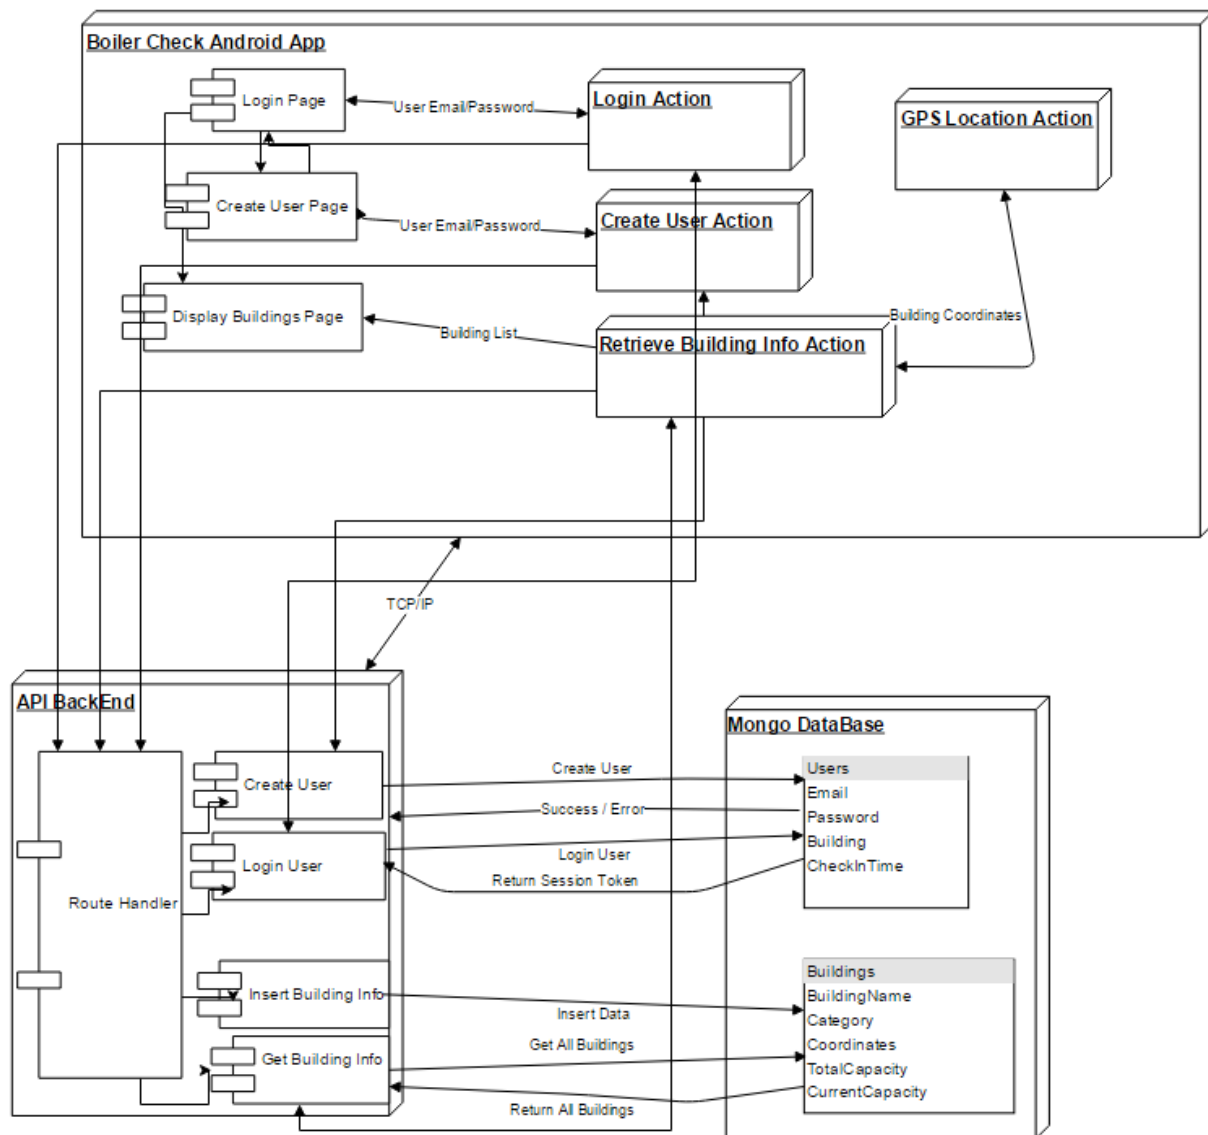 Boiler Check Android App
Login Page
User Email/Password
Login Action
GPS Location Action
Create User Page
User Email/Password
Create User Action
Display Buildings Page
Building List
Retrieve Building Info Action
Building Coordinates
TCP/IP
API BackEnd
Route Handler
Create User
Login User
Insert Building Info
Get Building Info
Create User
Success / Error
Login User
Return Session Token
Insert Data
Get All Buildings
Return All Buildings
Mongo DataBase
Users
Email
Password
Building
CheckInTime
Buildings
BuildingName
Category
Coordinates
TotalCapacity
CurrentCapacity